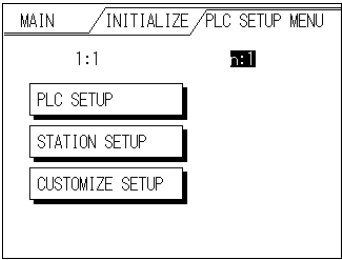 MAIN / INITIALIZE / PLC SETUP MENU
1:1 n:1
PLC SETUP
STATION SETUP
CUSTOMIZE SETUP